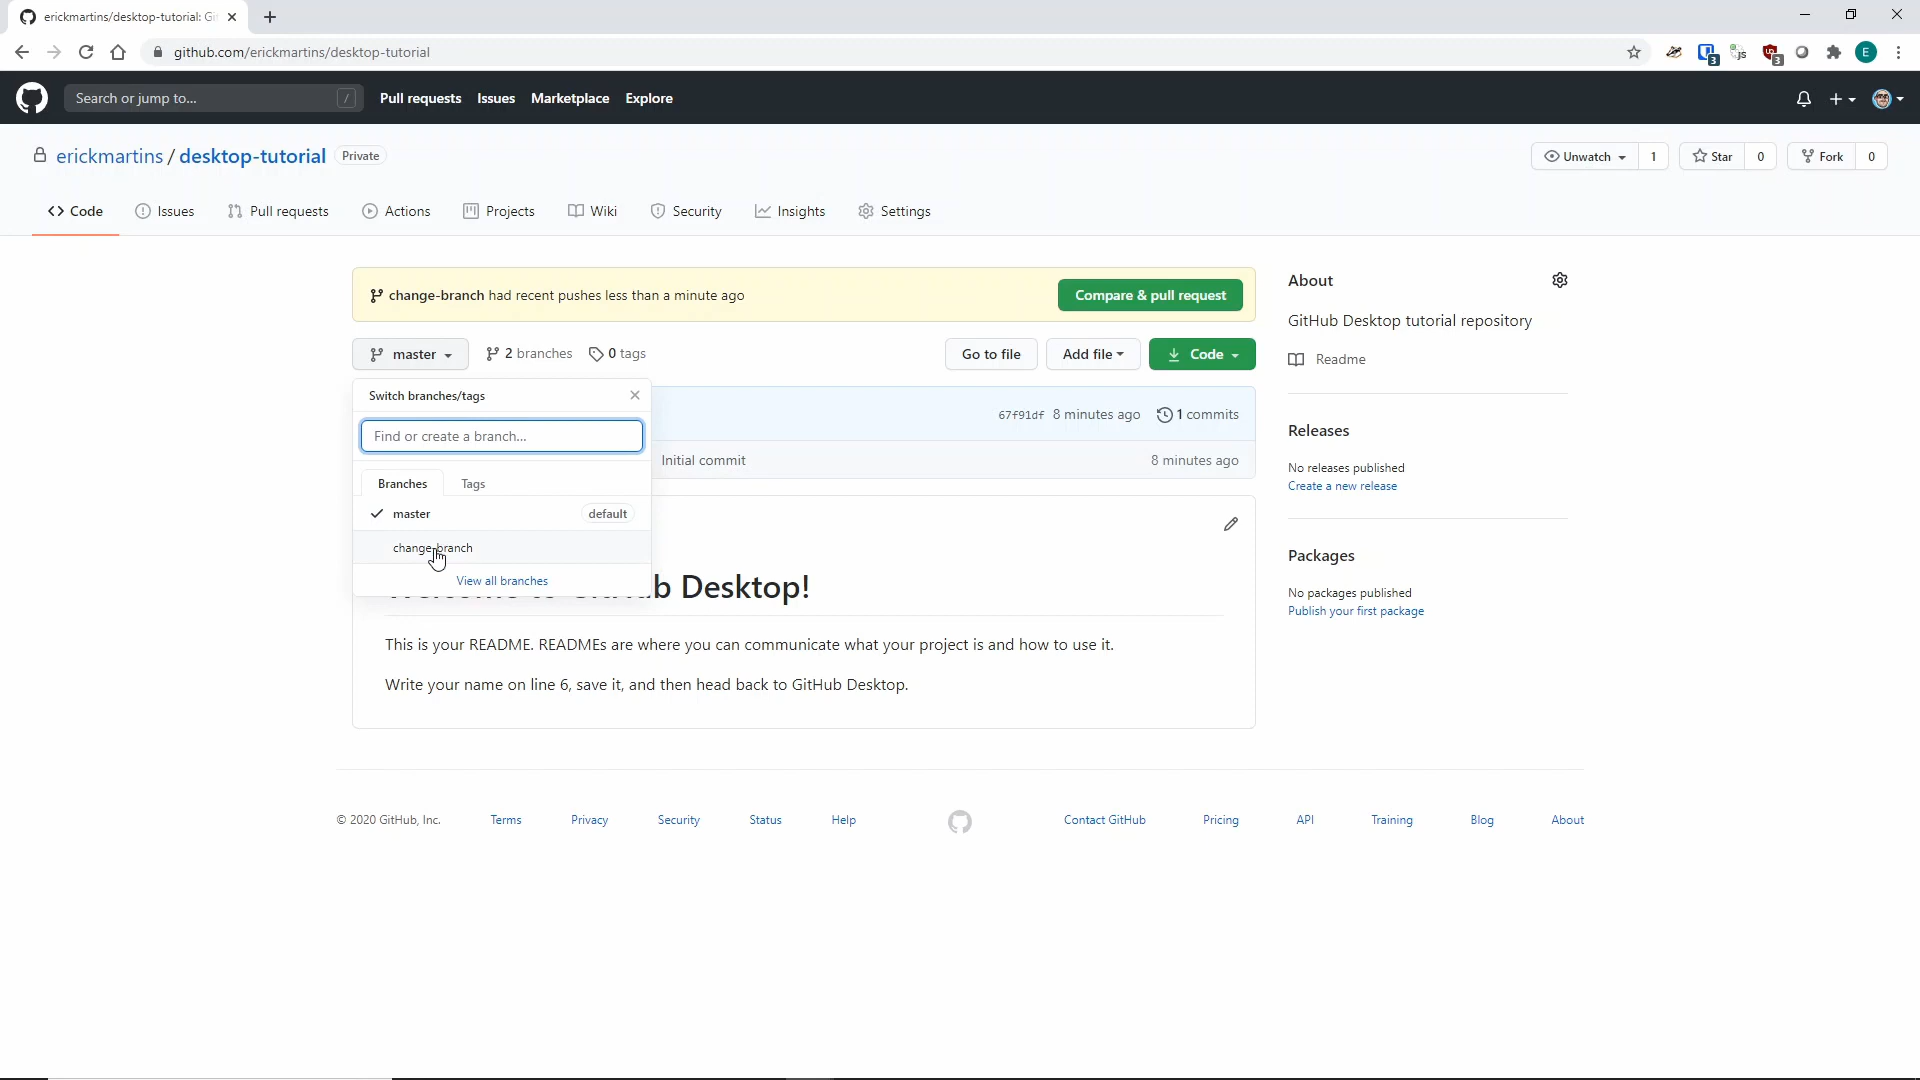 erickmartins/desktop-tutorial: Gi
github.com/erickmartins/desktop-tutorial
3
JS
3
E
Search or jump to...
/
Pull requests
Issues
Marketplace
Explore
erickmartins / desktop-tutorial
Private
Unwatch
1
Star
0
Fork
0
Code
Issues
Pull requests
Actions
Projects
Wiki
Security
Insights
Settings
change-branch had recent pushes less than a minute ago
Compare & pull request
master
2 branches
0 tags
Go to file
Add file
Code
Switch branches/tags
Find or create a branch...
Branches
Tags
master
default
change-branch
View all branches
67f91df 8 minutes ago
1 commits
Initial commit
8 minutes ago
Desktop!
This is your README. READMEs are where you can communicate what your project is and how to use it.
Write your name on line 6, save it, and then head back to GitHub Desktop.
About
GitHub Desktop tutorial repository
Readme
Releases
No releases published
Create a new release
Packages
No packages published
Publish your first package
© 2020 GitHub, Inc.
Terms
Privacy
Security
Status
Help
Contact GitHub
Pricing
API
Training
Blog
About